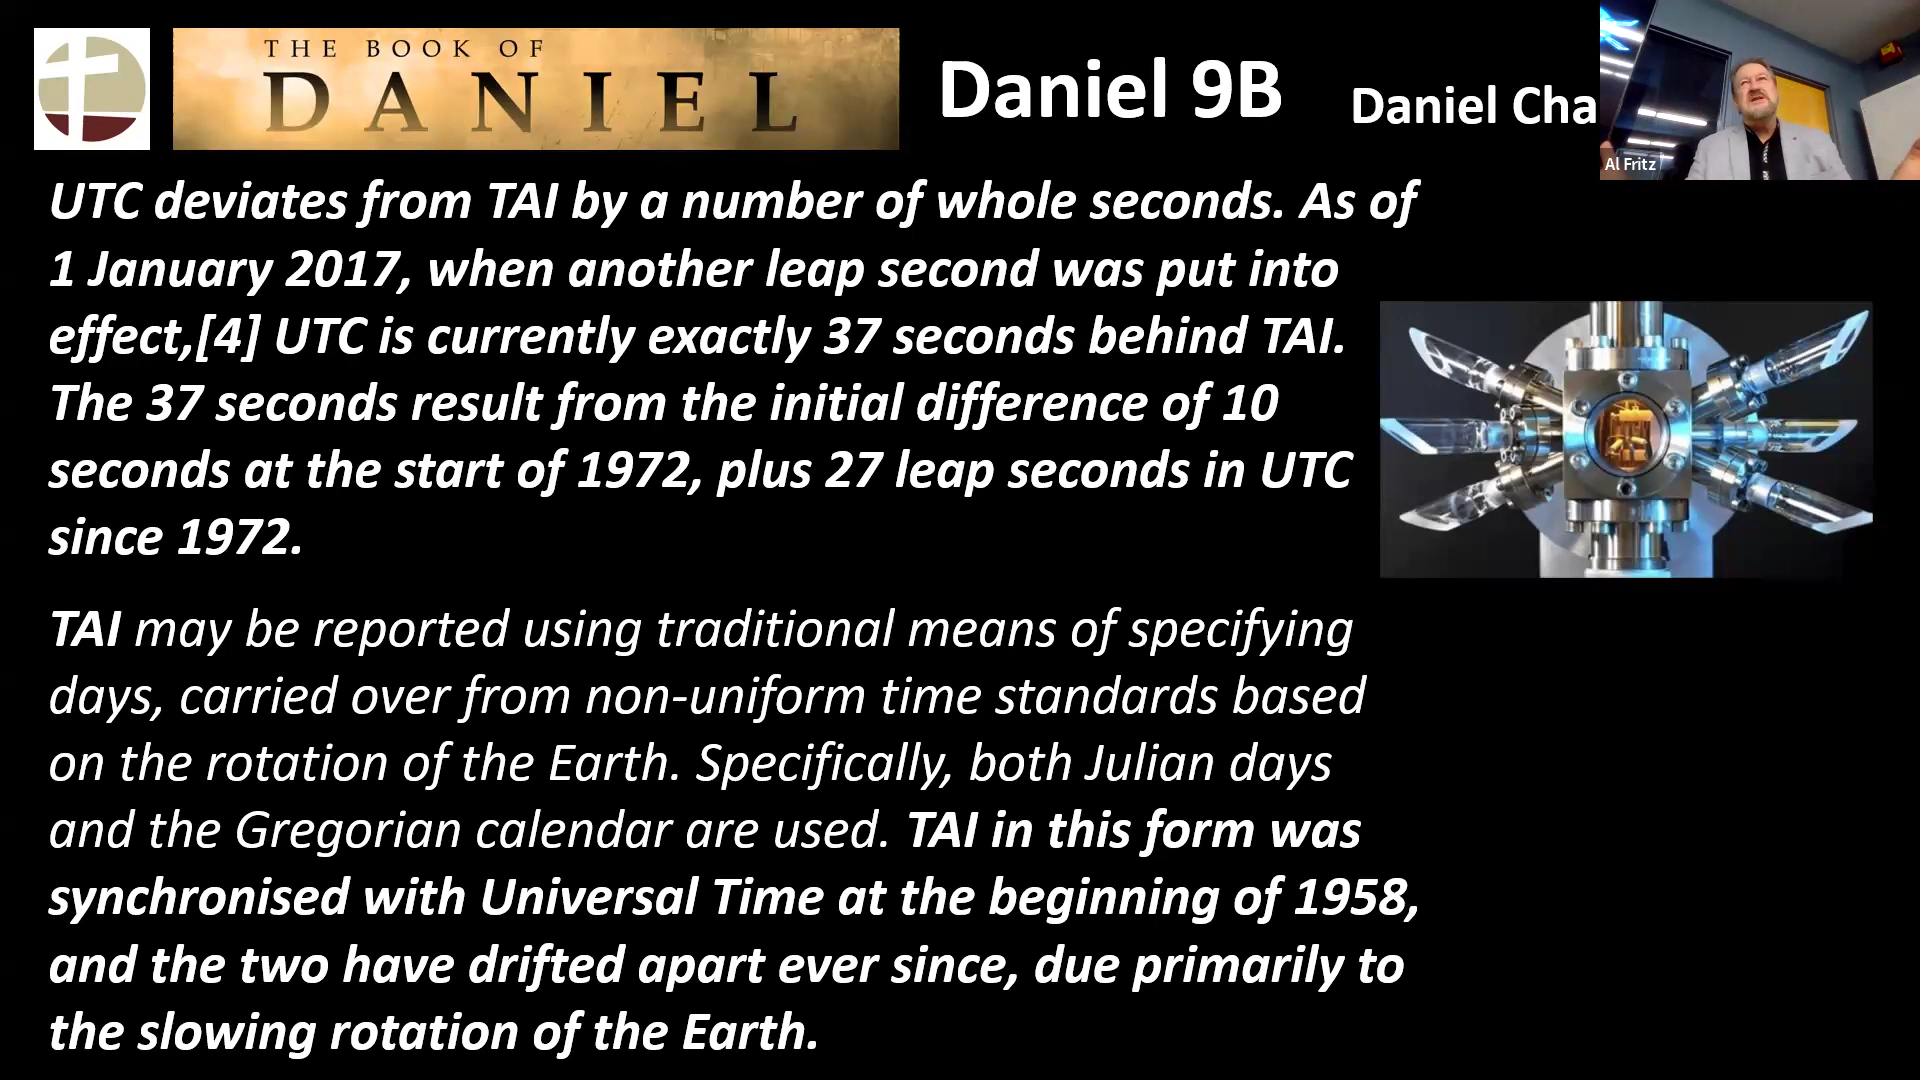 THE BOOK OF
DANIEL
Daniel 9B
Daniel Cha
Al Fritz
UTC deviates from TAI by a number of whole seconds. As of
1 January 2017, when another leap second was put into
effect,[4] UTC is currently exactly 37 seconds behind TAI.
The 37 seconds result from the initial difference of 10
seconds at the start of 1972, plus 27 leap seconds in UTC
since 1972.
TAI may be reported using traditional means of specifying
days, carried over from non-uniform time standards based
on the rotation of the Earth. Specifically, both Julian days
and the Gregorian calendar are used. TAI in this form was
synchronised with Universal Time at the beginning of 1958,
and the two have drifted apart ever since, due primarily to
the slowing rotation of the Earth.